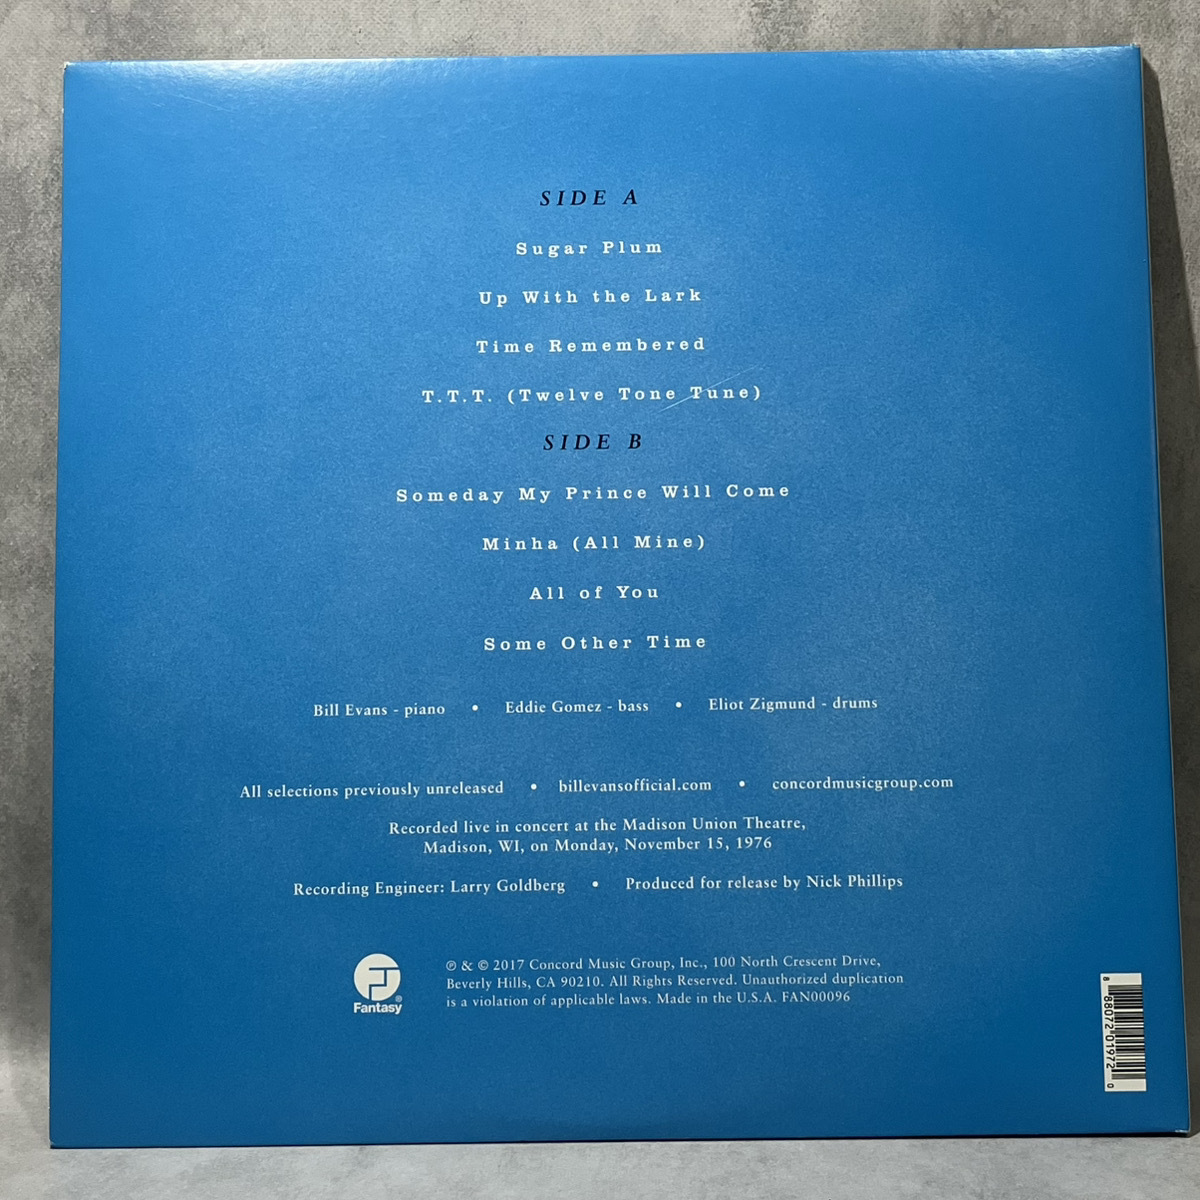 SIDE A
Sugar Plum
Up With the Lark
Time Remembered
T.T.T. (Twelve Tone Tune)
SIDE B
Someday My Prince Will Come
Minha (All Mine)
All of You
Some Other Time
Bill Evans - piano • Eddie Gomez - bass • Eliot Zigmund - drums
All selections previously unreleased • billevansofficial.com • concordmusicgroup.com
Recorded live in concert at the Madison Union Theatre,
Madison, WI, on Monday, November 15, 1976
Recording Engineer: Larry Goldberg • Produced for release by Nick Phillips
℗ & © 2017 Concord Music Group, Inc., 100 North Crescent Drive,
Beverly Hills, CA 90210. All Rights Reserved. Unauthorized duplication
is a violation of applicable laws. Made in the U.S.A. FAN00096
Fantasy®
8 88072 01972 0